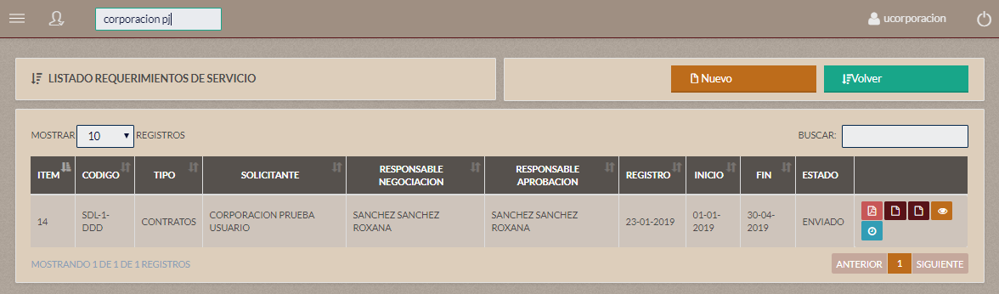 corporacion pj
ucorporacion
LISTADO REQUERIMIENTOS DE SERVICIO
Nuevo
Volver
MOSTRAR 10 REGISTROS
BUSCAR:
ITEM CODIGO TIPO SOLICITANTE RESPONSABLE NEGOCIACION RESPONSABLE APROBACION REGISTRO INICIO FIN ESTADO
14 SDL-1-DDD CONTRATOS CORPORACION PRUEBA USUARIO SANCHEZ SANCHEZ ROXANA SANCHEZ SANCHEZ ROXANA 23-01-2019 01-01-2019 30-04-2019 ENVIADO
MOSTRANDO 1 DE 1 DE 1 REGISTROS
ANTERIOR 1 SIGUIENTE